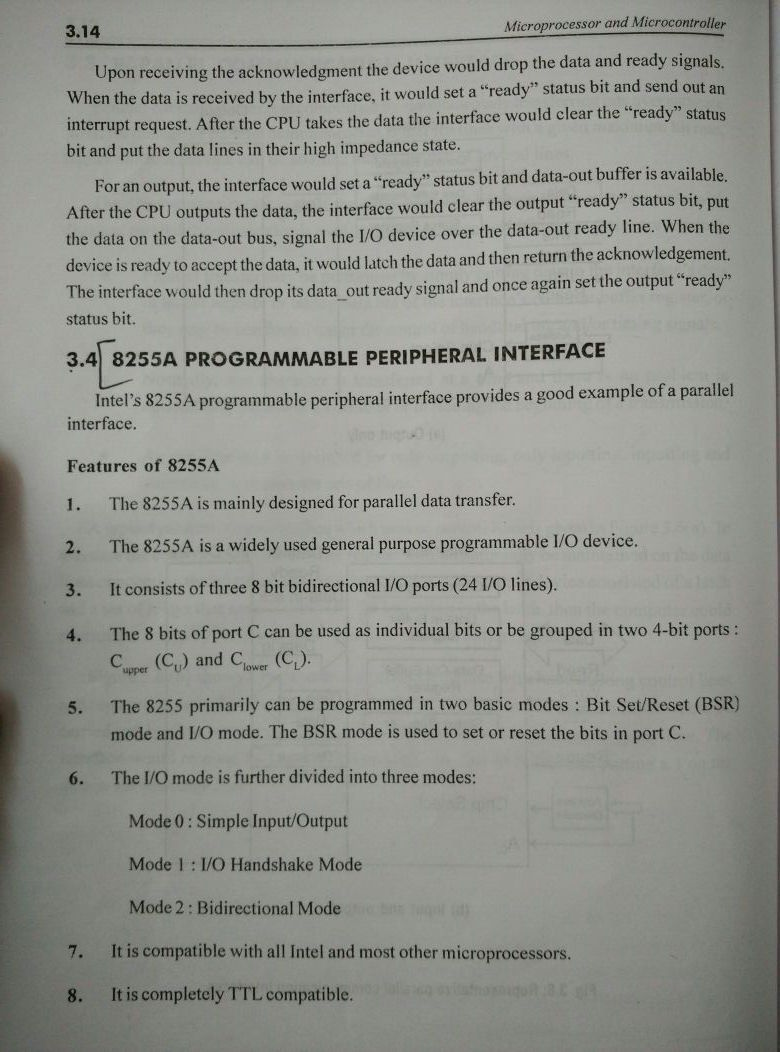 3.14
Microprocessor and Microcontroller
Upon receiving the acknowledgment the device would drop the data and ready signals.
When the data is received by the interface, it would set a “ready” status bit and send out an
interrupt request. After the CPU takes the data the interface would clear the “ready” status
bit and put the data lines in their high impedance state.
For an output, the interface would set a “ready” status bit and data-out buffer is available.
After the CPU outputs the data, the interface would clear the output “ready” status bit, put
the data on the data-out bus, signal the I/O device over the data-out ready line. When the
device is ready to accept the data, it would latch the data and then return the acknowledgement.
The interface would then drop its data_out ready signal and once again set the output “ready”
status bit.
3.4 8255A PROGRAMMABLE PERIPHERAL INTERFACE
Intel's 8255A programmable peripheral interface provides a good example of a parallel
interface.
Features of 8255A
1. The 8255A is mainly designed for parallel data transfer.
2. The 8255A is a widely used general purpose programmable I/O device.
3. It consists of three 8 bit bidirectional I/O ports (24 I/O lines).
4. The 8 bits of port C can be used as individual bits or be grouped in two 4-bit ports :
C upper (CU) and C lower (CL).
5. The 8255 primarily can be programmed in two basic modes : Bit Set/Reset (BSR)
mode and I/O mode. The BSR mode is used to set or reset the bits in port C.
6. The I/O mode is further divided into three modes:
Mode 0 : Simple Input/Output
Mode 1 : I/O Handshake Mode
Mode 2 : Bidirectional Mode
7. It is compatible with all Intel and most other microprocessors.
8. It is completely TTL compatible.